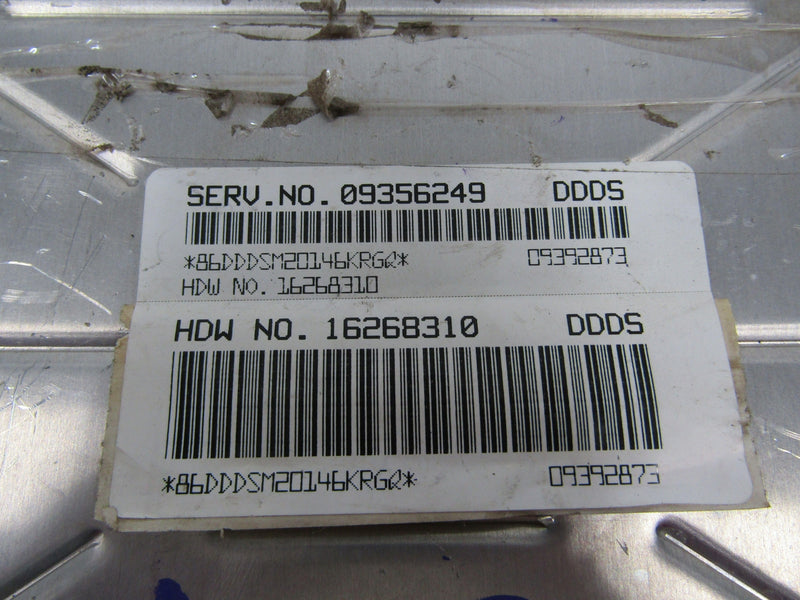 SERV.NO. 09356249 DDDS
*86DDDSM20146KRGQ* 09392873
HDW NO. 16268310
HDW NO. 16268310 DDDS
*86DDDSM20146KRGQ* 09392873